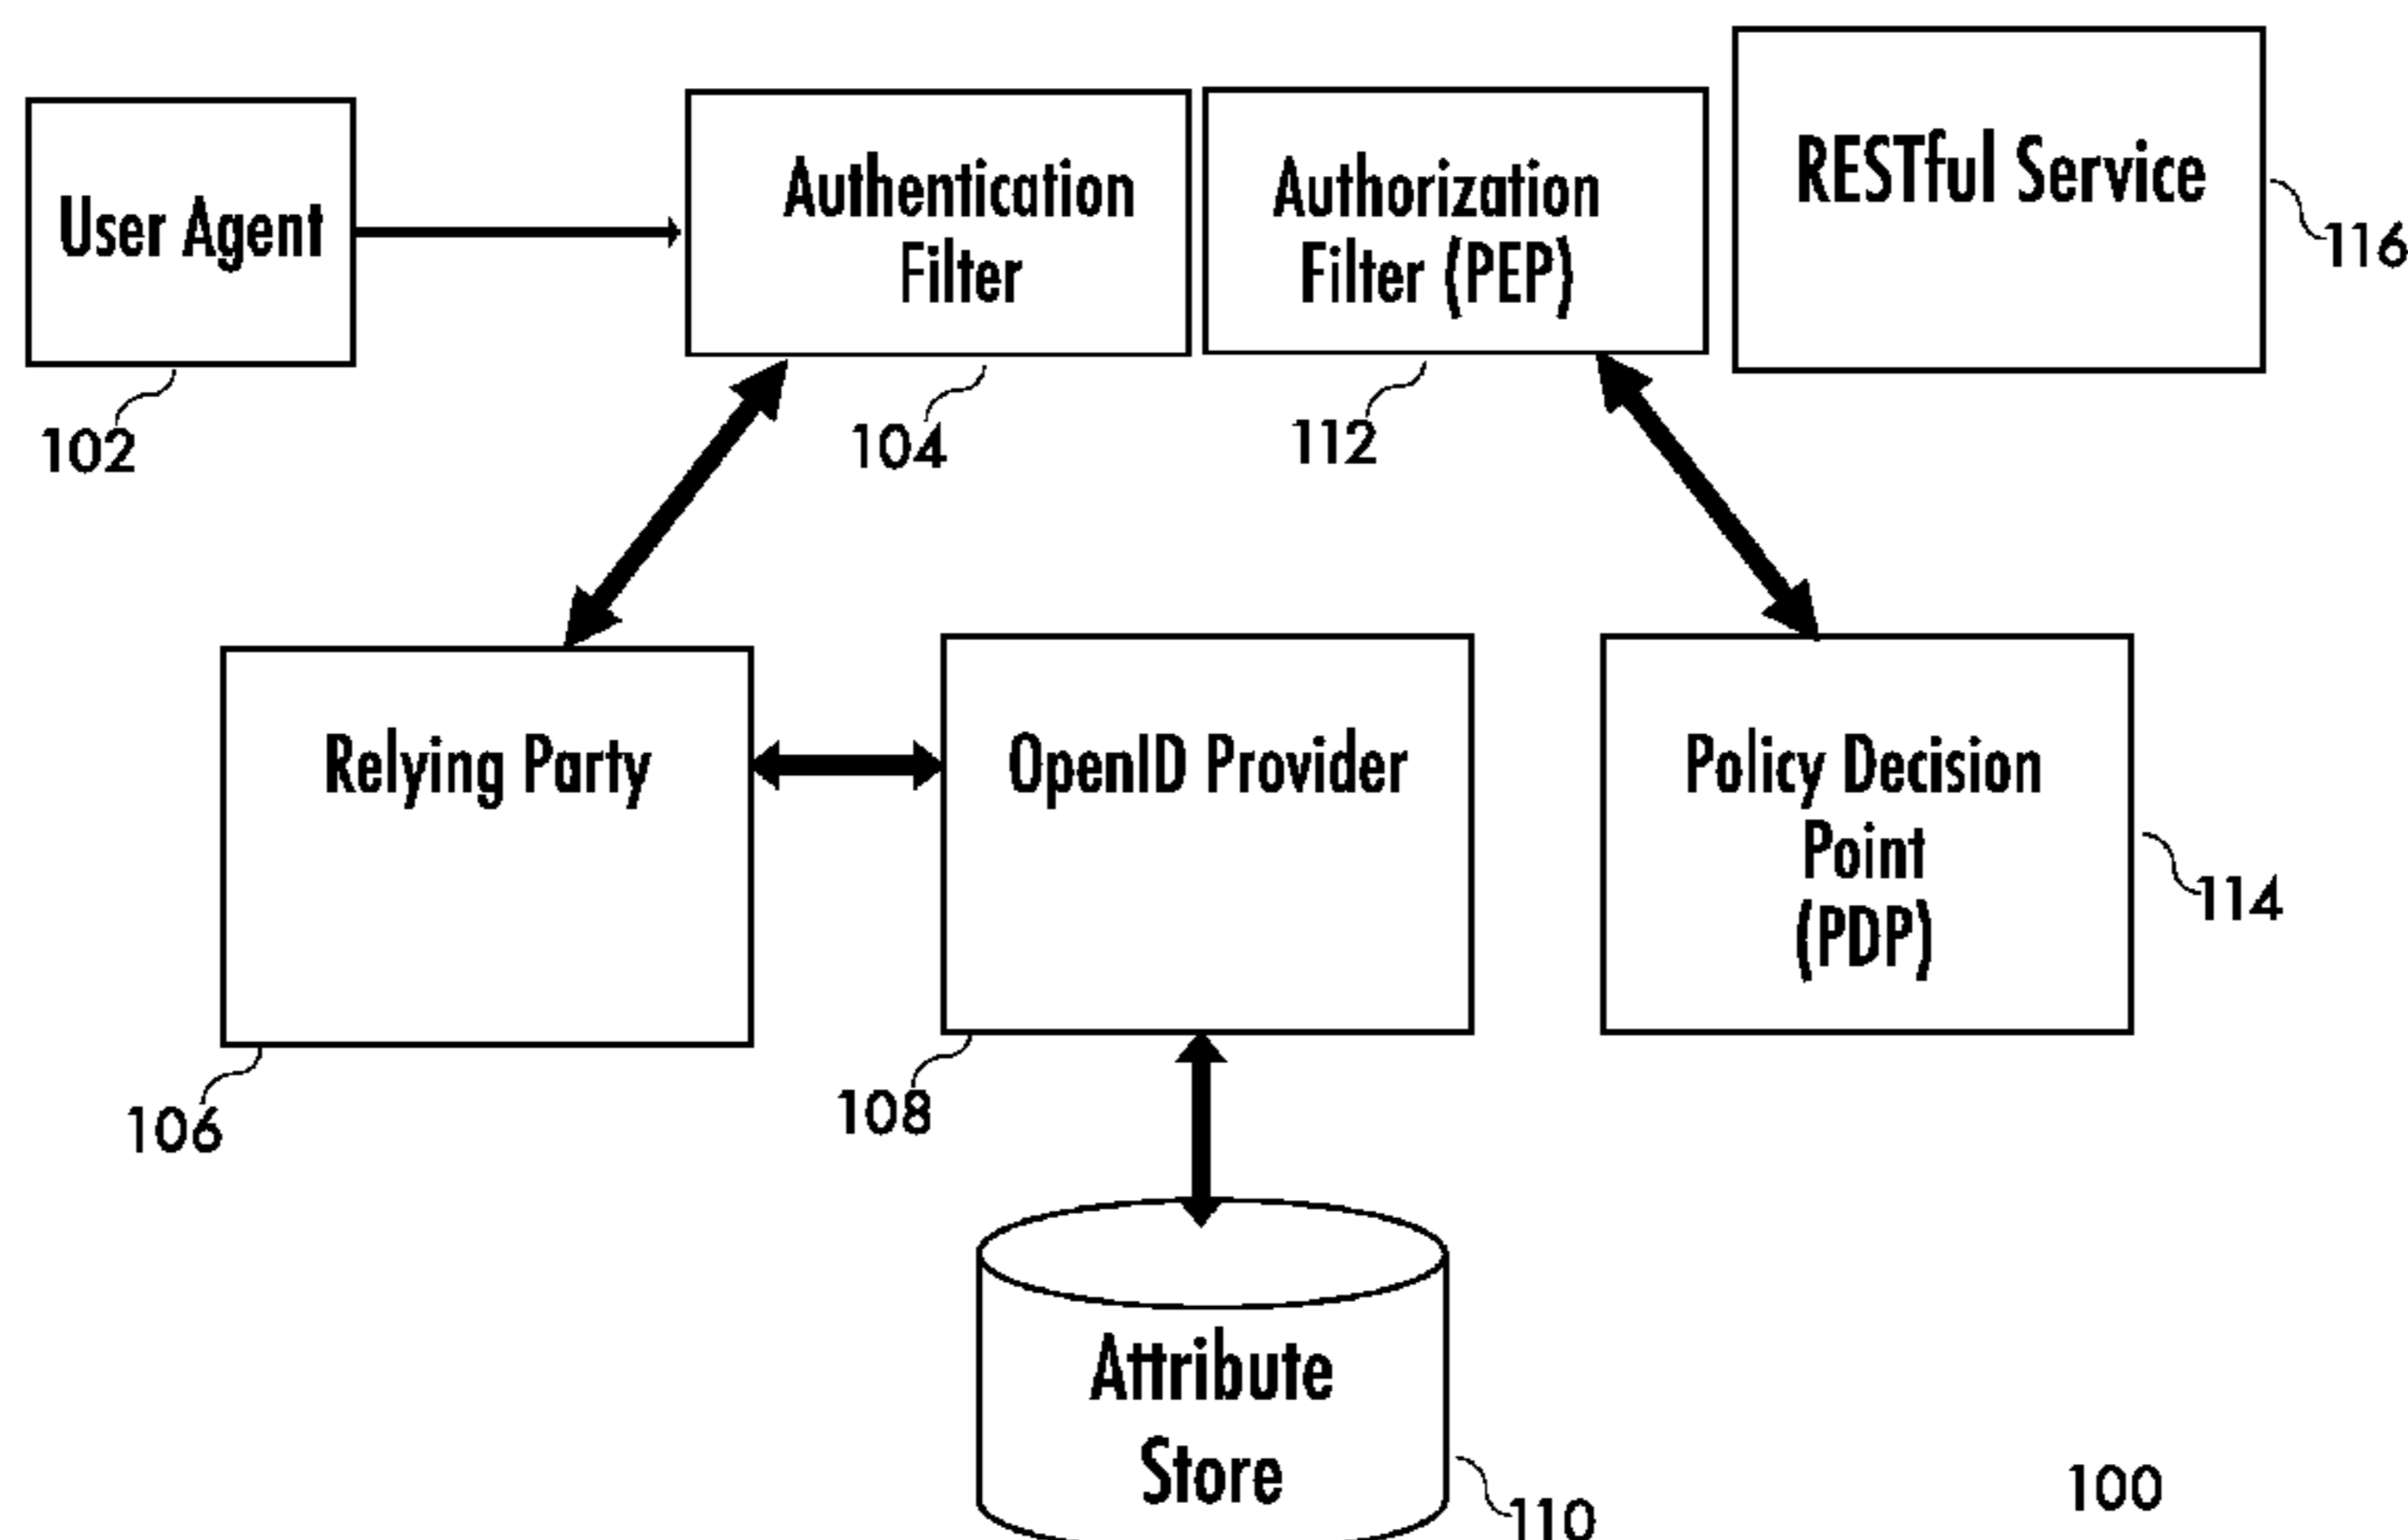 User Agent
Authentication
Filter
Authorization
Filter (PEP)
RESTful Service
116
102
104
112
Relying Party
OpenID Provider
Policy Decision
Point
(PDP)
114
106
108
Attribute
Store
110
100